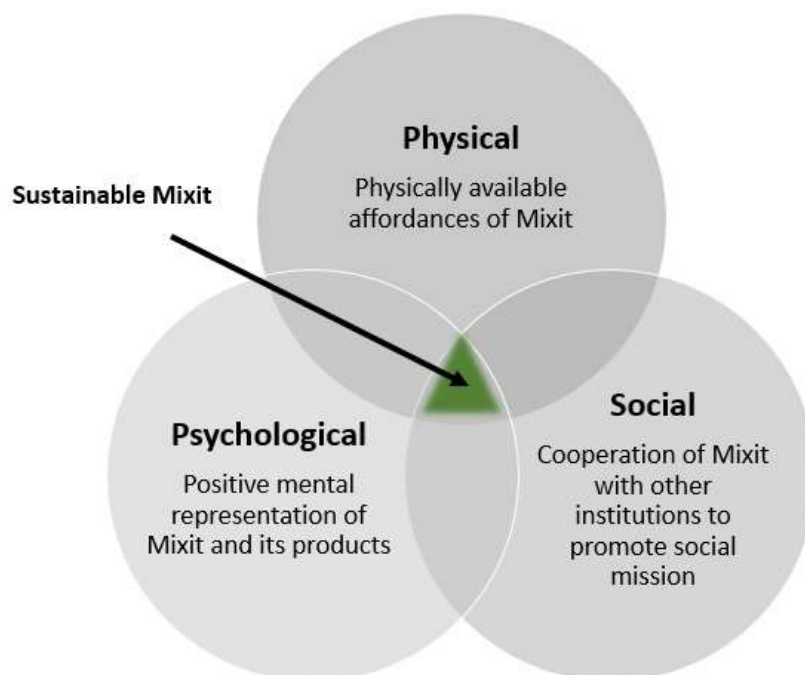 Physical
Physically available
affordances of Mixit
Sustainable Mixit
Psychological
Positive mental
representation of
Mixit and its products
Social
Cooperation of Mixit
with other
institutions to
promote social
mission